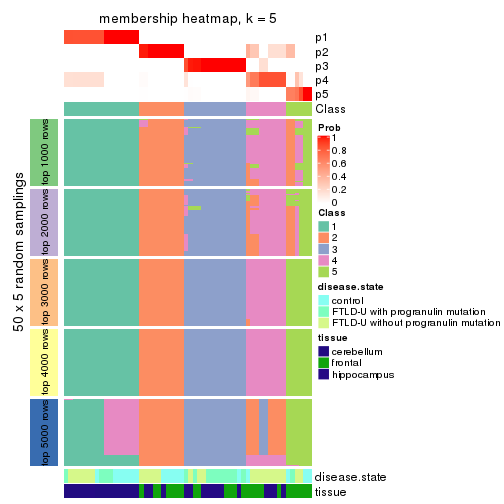 membership heatmap, k = 5
p1
p2
p3
p4
p5
Class
50 x 5 random samplings
top 1000 rows
top 2000 rows
top 3000 rows
top 4000 rows
top 5000 rows
disease.state
tissue
Prob
1
0.8
0.6
0.4
0.2
0
Class
1
2
3
4
5
disease.state
control
FTLD-U with progranulin mutation
FTLD-U without progranulin mutation
tissue
cerebellum
frontal
hippocampus